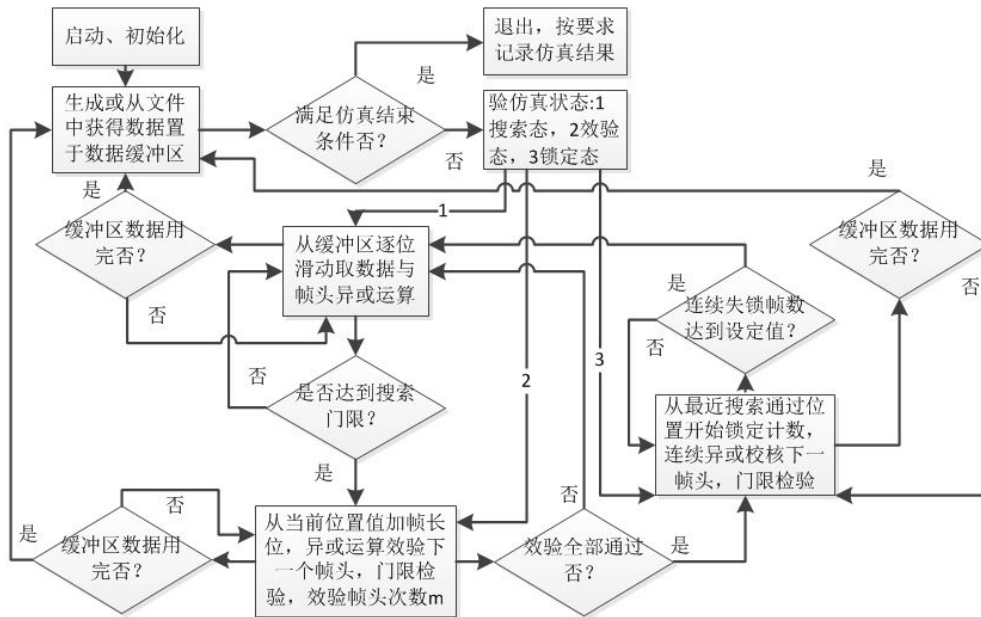 启动、初始化
退出，按要求
记录仿真结果
是
生成或从文件
中获得数据置
于数据缓冲区
满足仿真结束
条件否？
否
验仿真状态:1
搜索态，2效验
态，3锁定态
是
是
缓冲区数据用
完否？
1
从缓冲区逐位
滑动取数据与
帧头异或运算
缓冲区数据用
完否？
是
否
连续失锁帧数
达到设定值？
否
否
否
是否达到搜索
门限？
2
3
从最近搜索通过位
置开始锁定计数，
连续异或校核下一
帧头，门限检验
是
否
否
是
缓冲区数据用
完否？
从当前位置值加帧长
位，异或运算效验下
一个帧头，门限检
验，效验帧头次数m
效验全部通过
否？
是